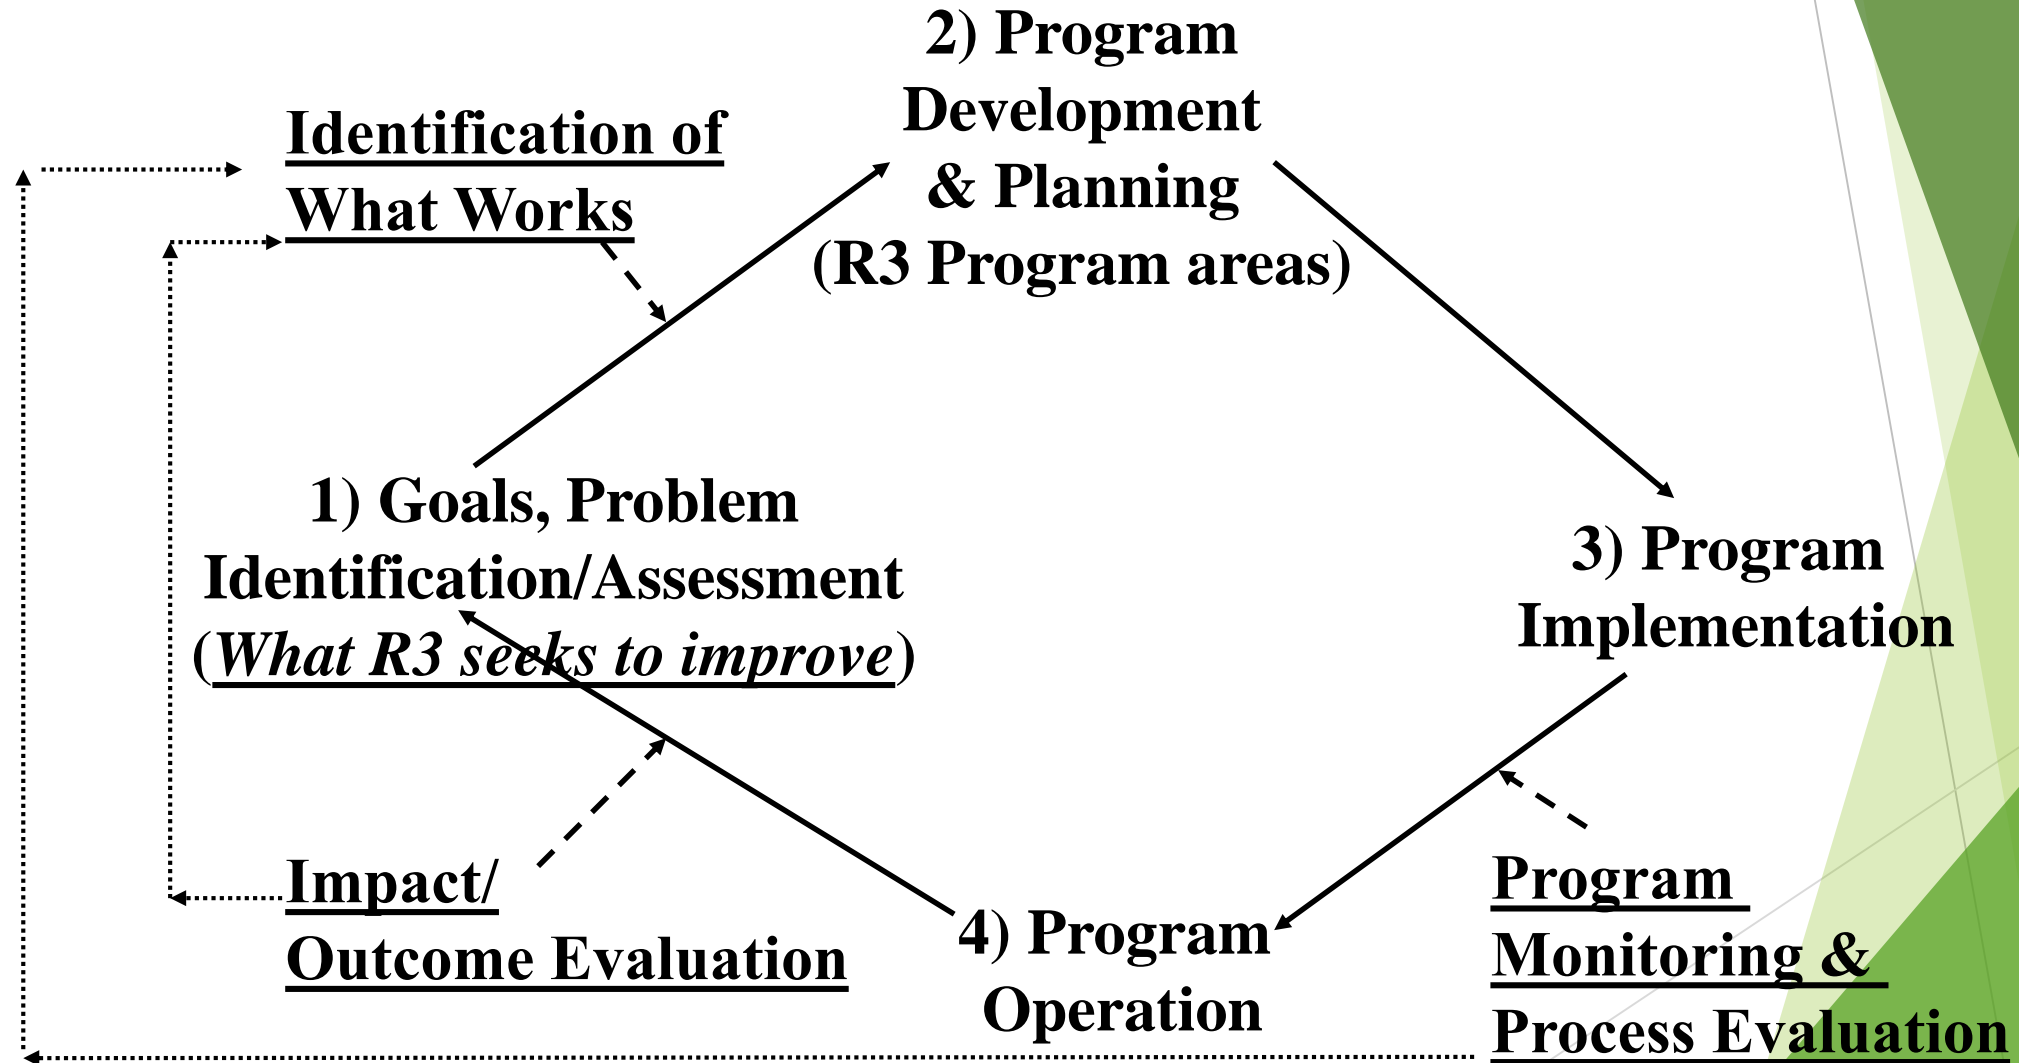 2) Program
Development
& Planning
(R3 Program areas)
Identification of
What Works
1) Goals, Problem
Identification/Assessment
(What R3 seeks to improve)
3) Program
Implementation
Impact/
Outcome Evaluation
4) Program
Operation
Program
Monitoring &
Process Evaluation